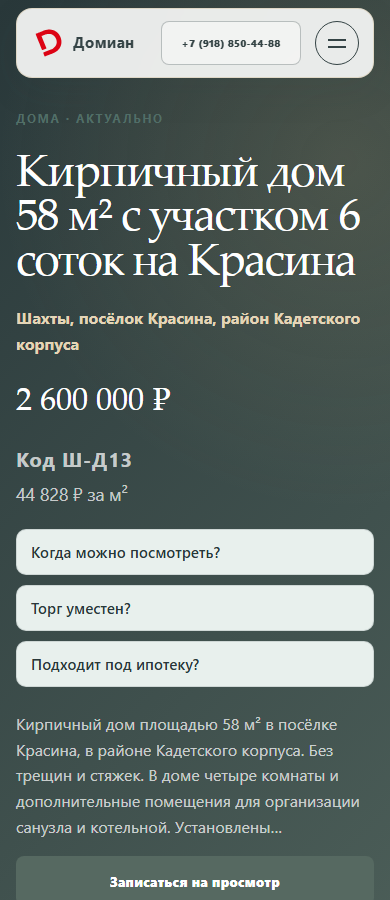 Домиан
+7 (918) 850-44-88
ДОМА · АКТУАЛЬНО
Кирпичный дом
58 м² с участком 6
соток на Красина
Шахты, посёлок Красина, район Кадетского
корпуса
2 600 000 ₽
Код Ш-Д13
44 828 ₽ за м²
Когда можно посмотреть?
Торг уместен?
Подходит под ипотеку?
Кирпичный дом площадью 58 м² в посёлке
Красина, в районе Кадетского корпуса. Без
трещин и стяжек. В доме четыре комнаты и
дополнительные помещения для организации
санузла и котельной. Установлены...
Записаться на просмотр